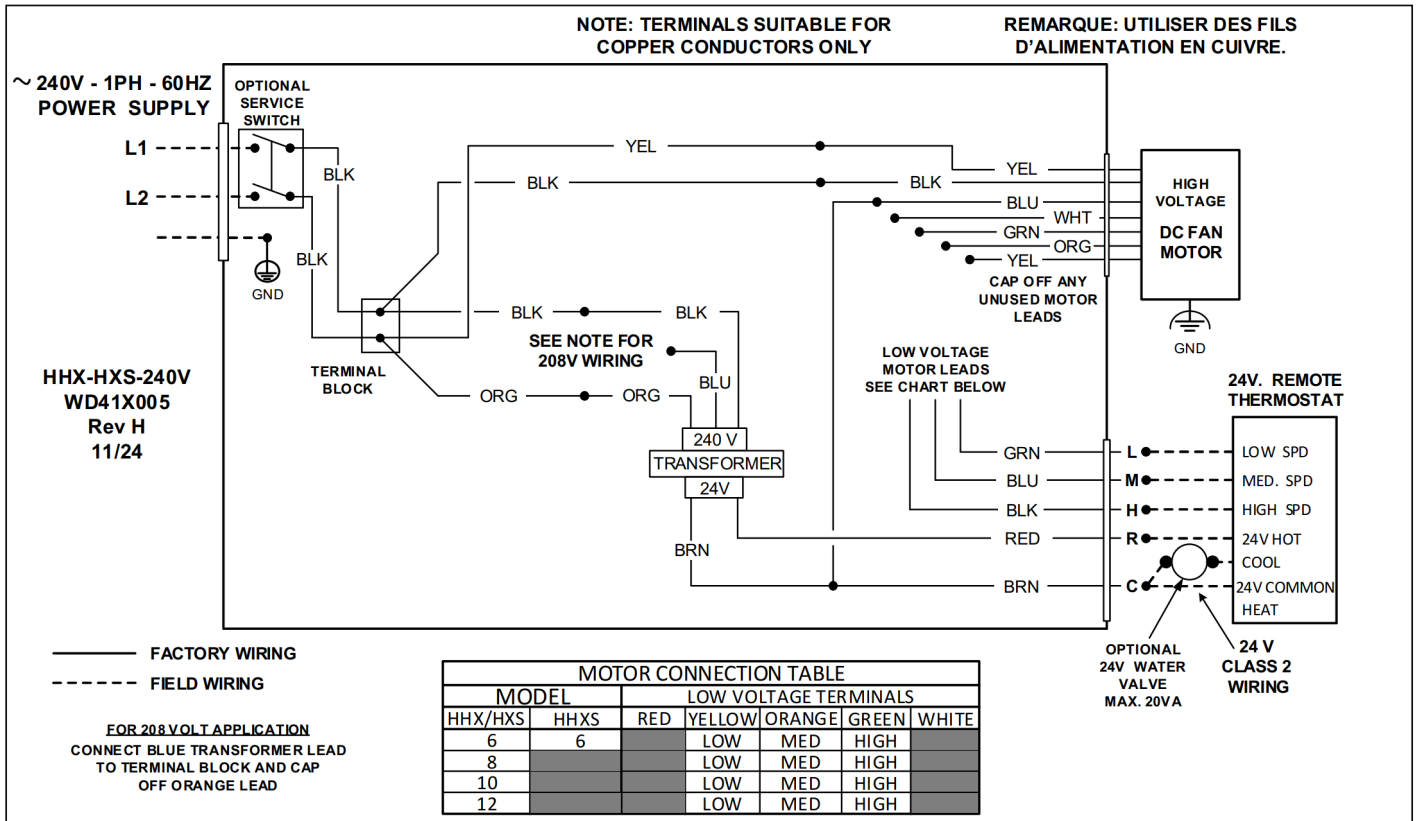 NOTE: TERMINALS SUITABLE FOR
COPPER CONDUCTORS ONLY
REMARQUE: UTILISER DES FILS
D'ALIMENTATION EN CUIVRE.
~ 240V - 1PH - 60HZ
POWER SUPPLY
OPTIONAL
SERVICE
SWITCH
L1
L2
BLK
BLK
GND
YEL
BLK
BLK
YEL
BLU
WHT
GRN
ORG
YEL
HIGH
VOLTAGE
DC FAN
MOTOR
GND
CAP OFF ANY
UNUSED MOTOR
LEADS
BLK
BLK
SEE NOTE FOR
208V WIRING
BLU
TERMINAL
BLOCK
ORG
ORG
240 V
TRANSFORMER
24V
BRN
LOW VOLTAGE
MOTOR LEADS
SEE CHART BELOW
HHX-HXS-240V
WD41X005
Rev H
11/24
24V. REMOTE
THERMOSTAT
GRN L LOW SPD
BLU M MED. SPD
BLK H HIGH SPD
RED R 24V HOT
COOL
BRN C 24V COMMON
HEAT
OPTIONAL
24V WATER
VALVE
MAX. 20VA
24 V
CLASS 2
WIRING
FACTORY WIRING
FIELD WIRING
FOR 208 VOLT APPLICATION
CONNECT BLUE TRANSFORMER LEAD
TO TERMINAL BLOCK AND CAP
OFF ORANGE LEAD
MOTOR CONNECTION TABLE
MODEL LOW VOLTAGE TERMINALS
HHX/HXS HHXS RED YELLOW ORANGE GREEN WHITE
6 6 LOW MED HIGH
8 LOW MED HIGH
10 LOW MED HIGH
12 LOW MED HIGH